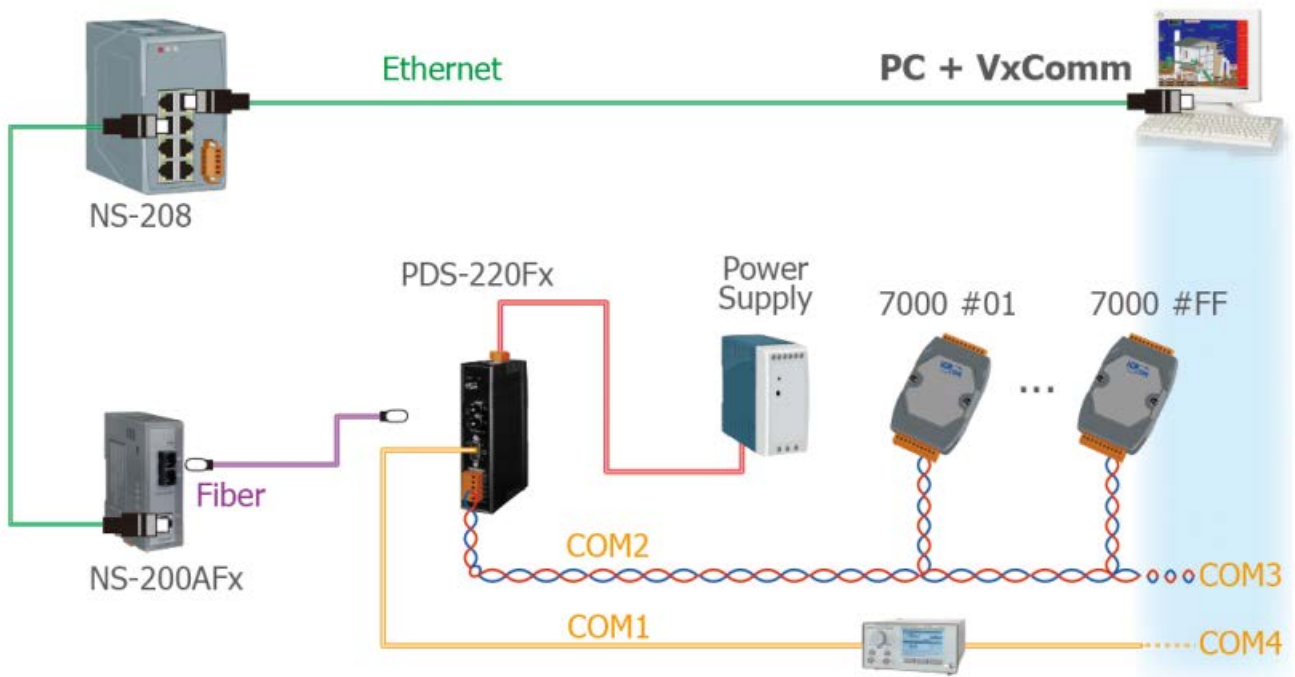 Ethernet
PC + VxComm
NS-208
PDS-220Fx
Power
Supply
7000 #01
7000 #FF
...
Fiber
NS-200AFx
COM2
COM3
COM1
COM4